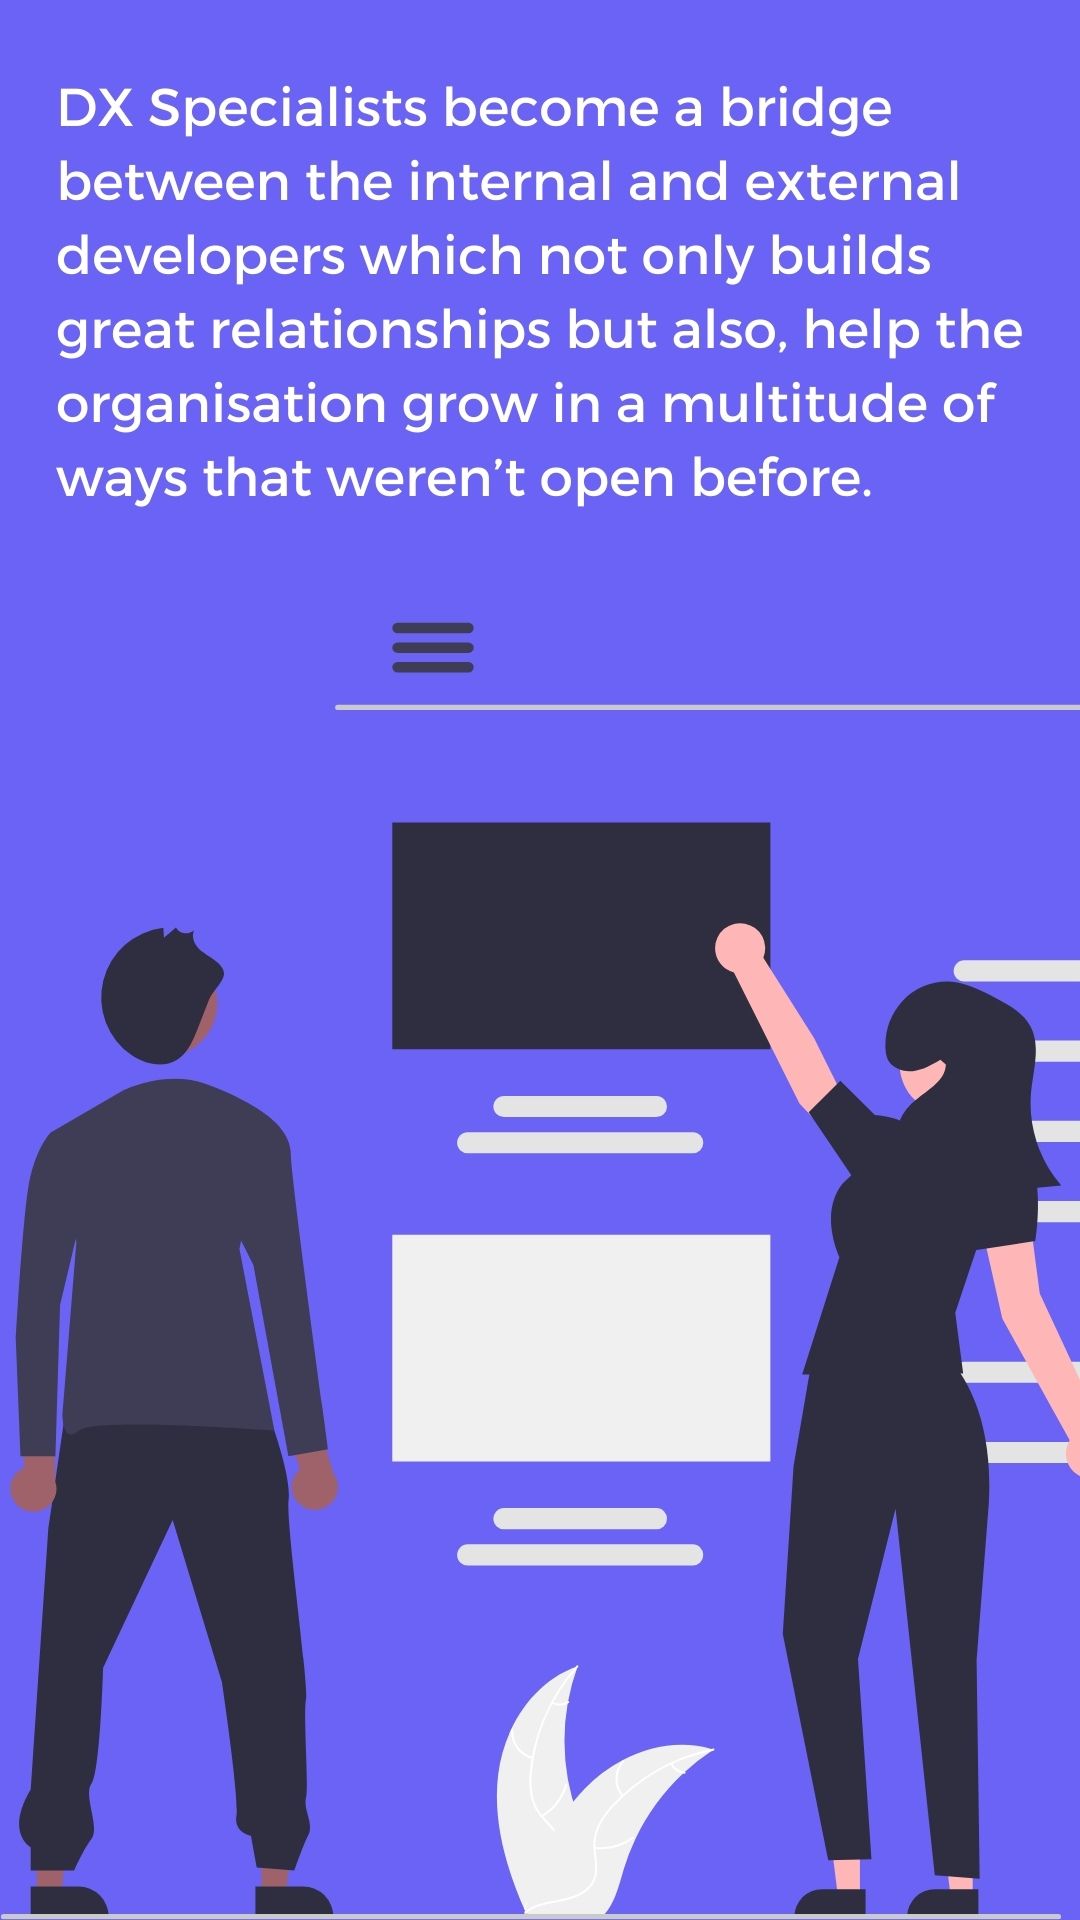 DX Specialists become a bridge
between the internal and external
developers which not only builds
great relationships but also, help the
organisation grow in a multitude of
ways that weren’t open before.